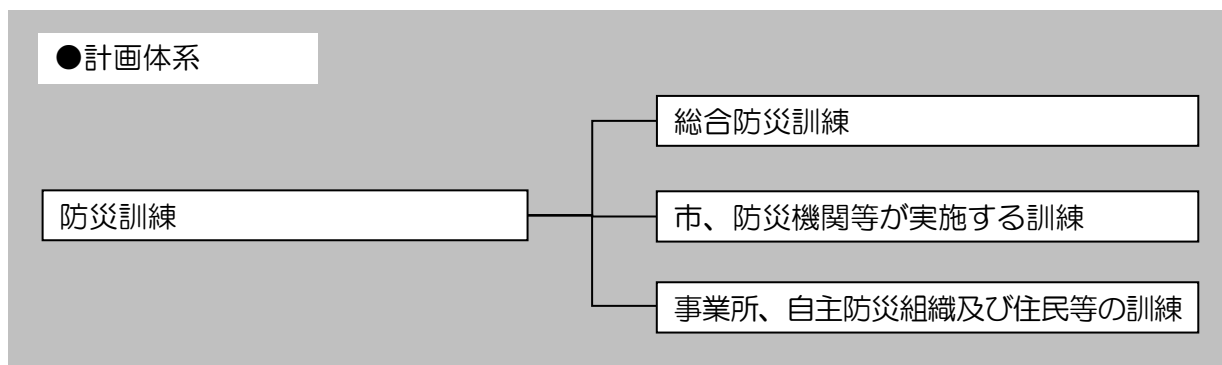 ●計画体系
総合防災訓練
防災訓練
市、防災機関等が実施する訓練
事業所、自主防災組織及び住民等の訓練